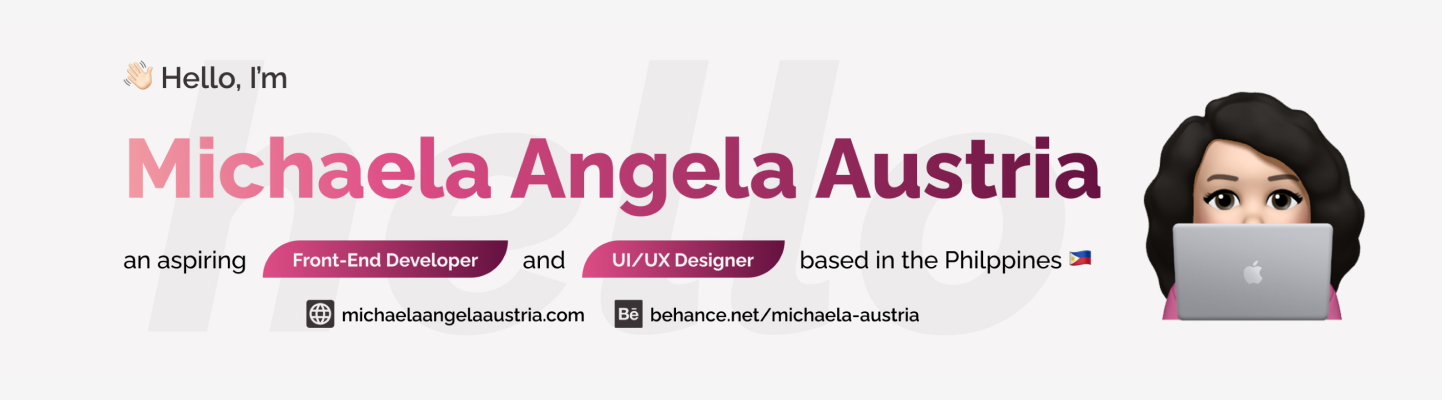 hello
👋🏻 Hello, I'm
Michaela Angela Austria
an aspiring Front-End Developer and UI/UX Designer based in the Philppines 🇵🇭
michaelaangelaaustria.com Bē behance.net/michaela-austria